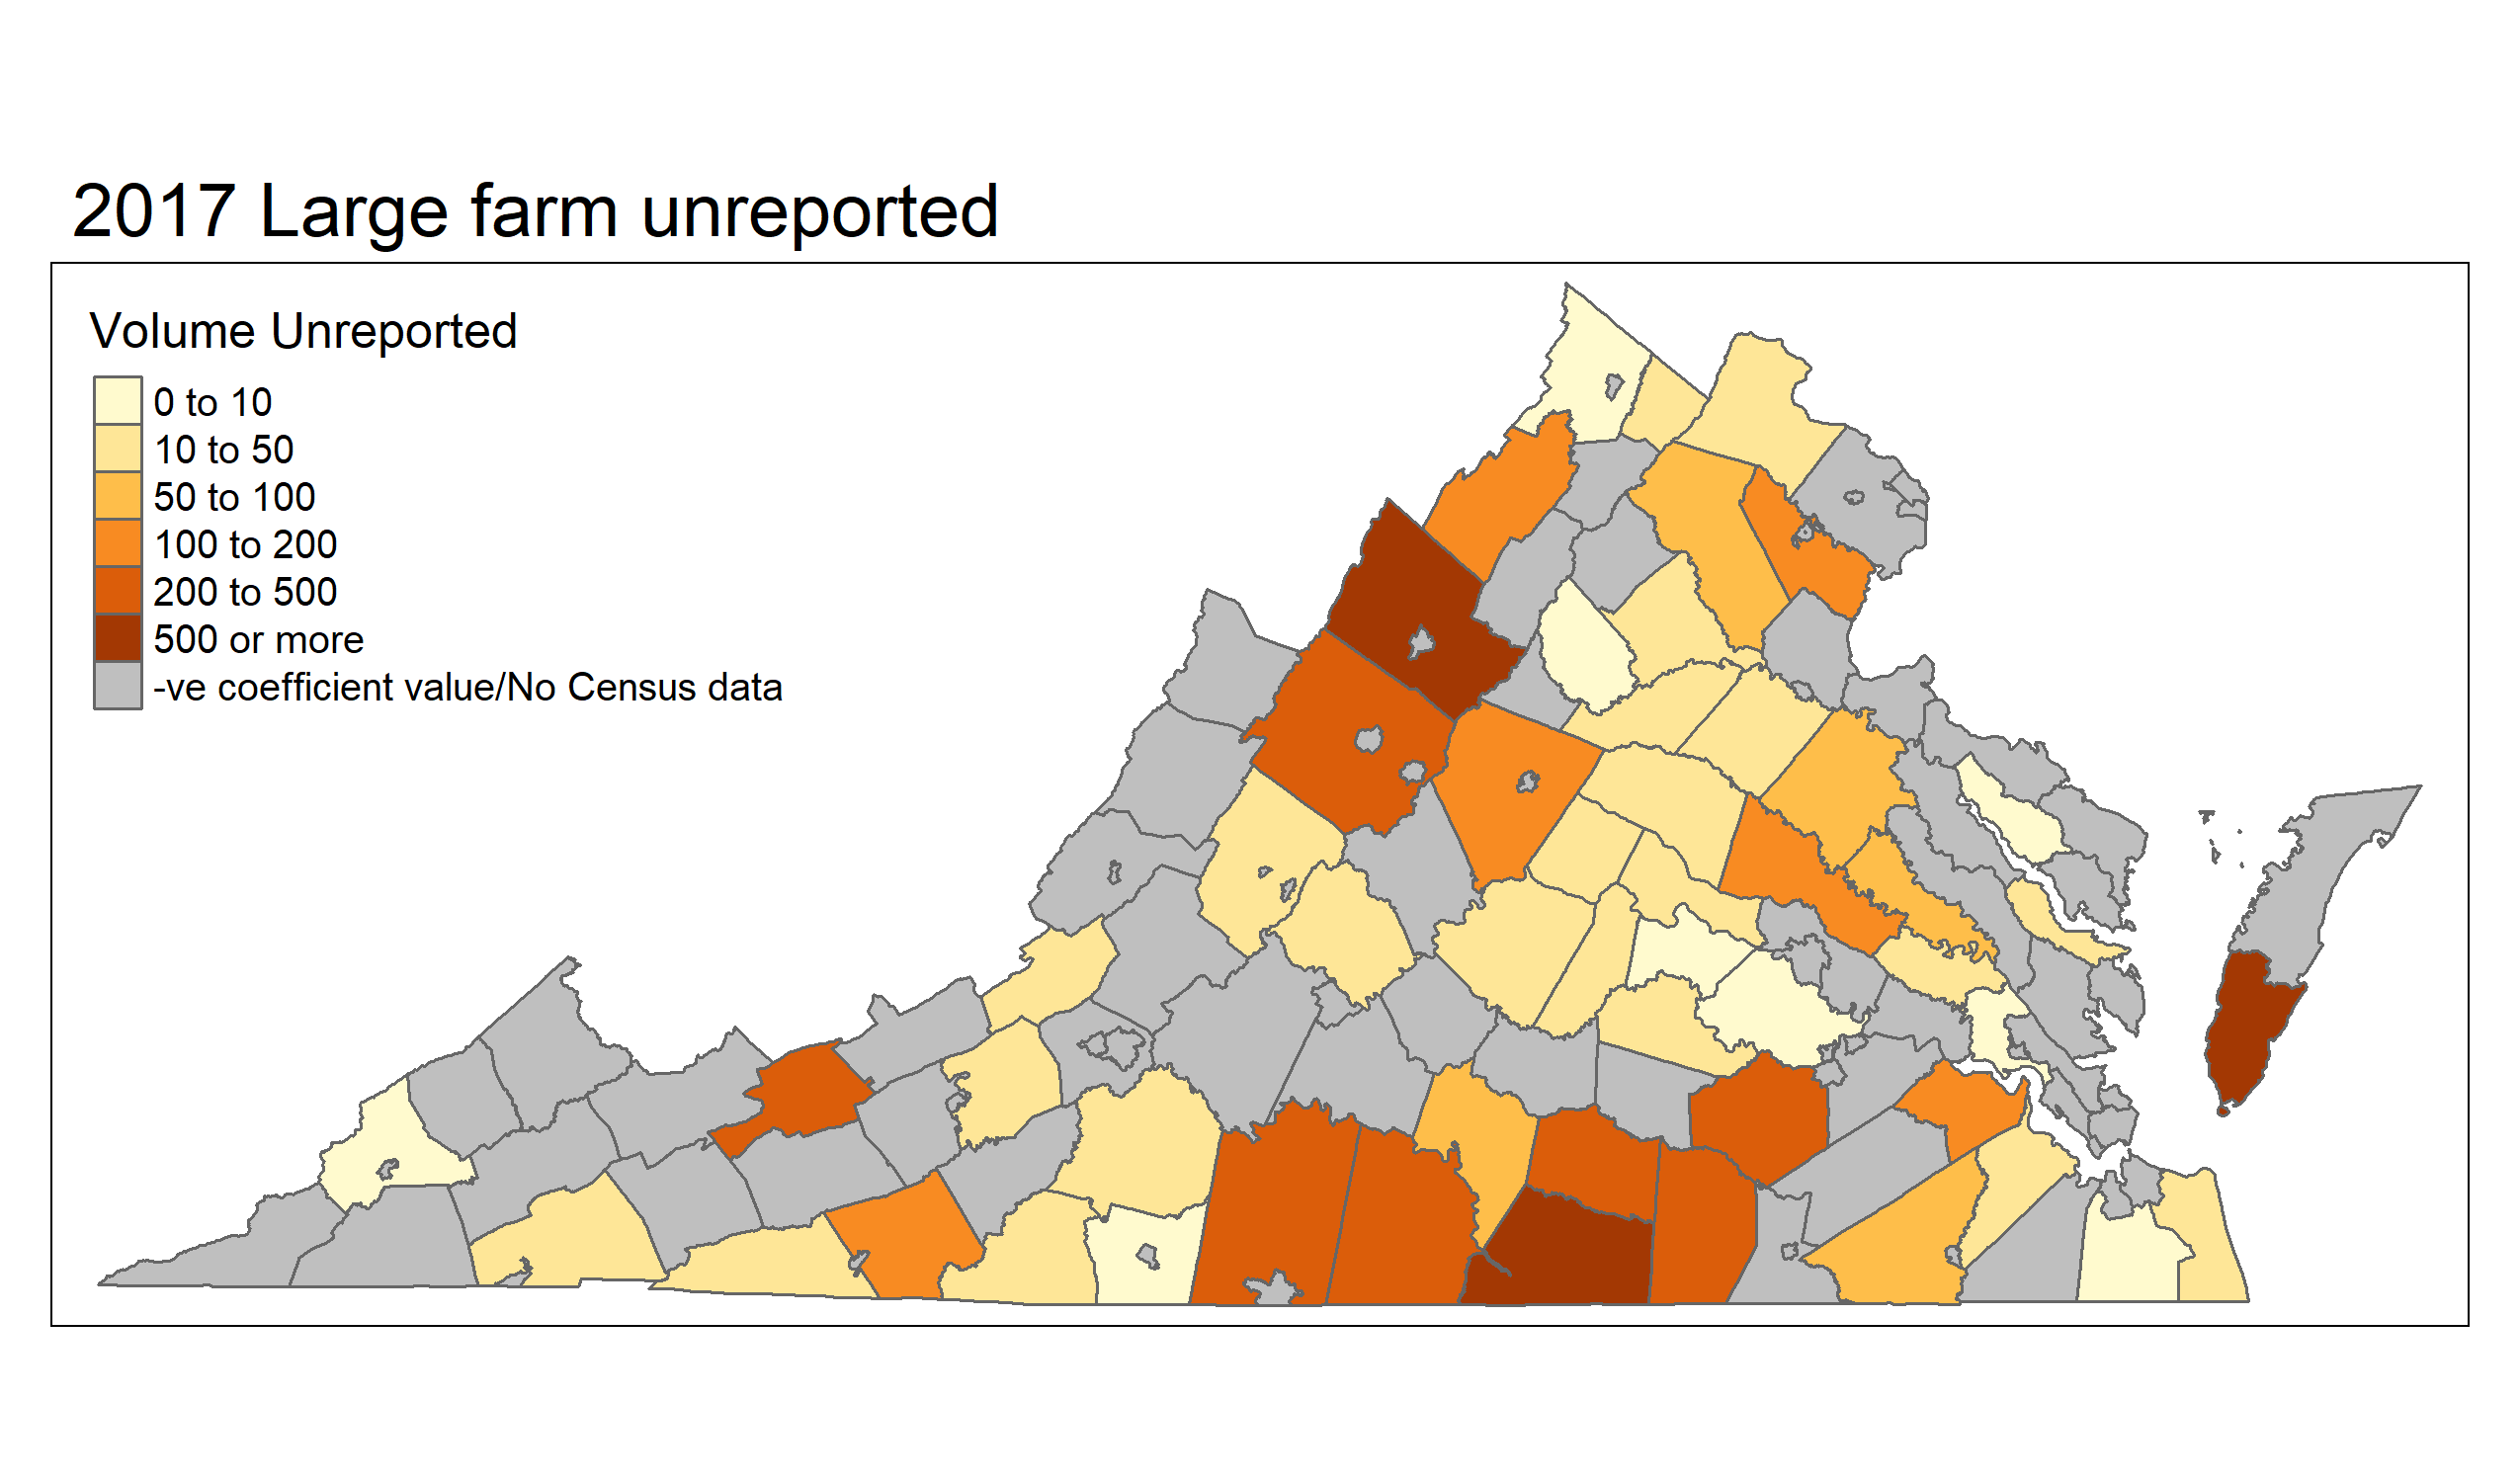 2017 Large farm unreported
Volume Unreported
0 to 10
10 to 50
50 to 100
100 to 200
200 to 500
500 or more
-ve coefficient value/No Census data